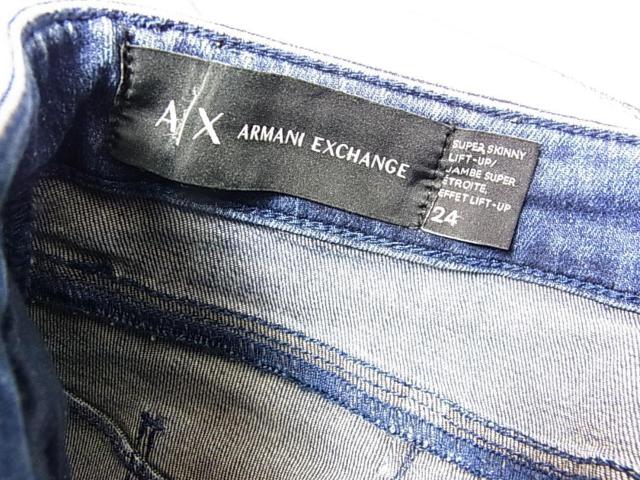 A/X ARMANI EXCHANGE
SUPER SKINNY
LIFT-UP/
JAMBE SUPER
ÉTROITE,
EFFET LIFT-UP
24